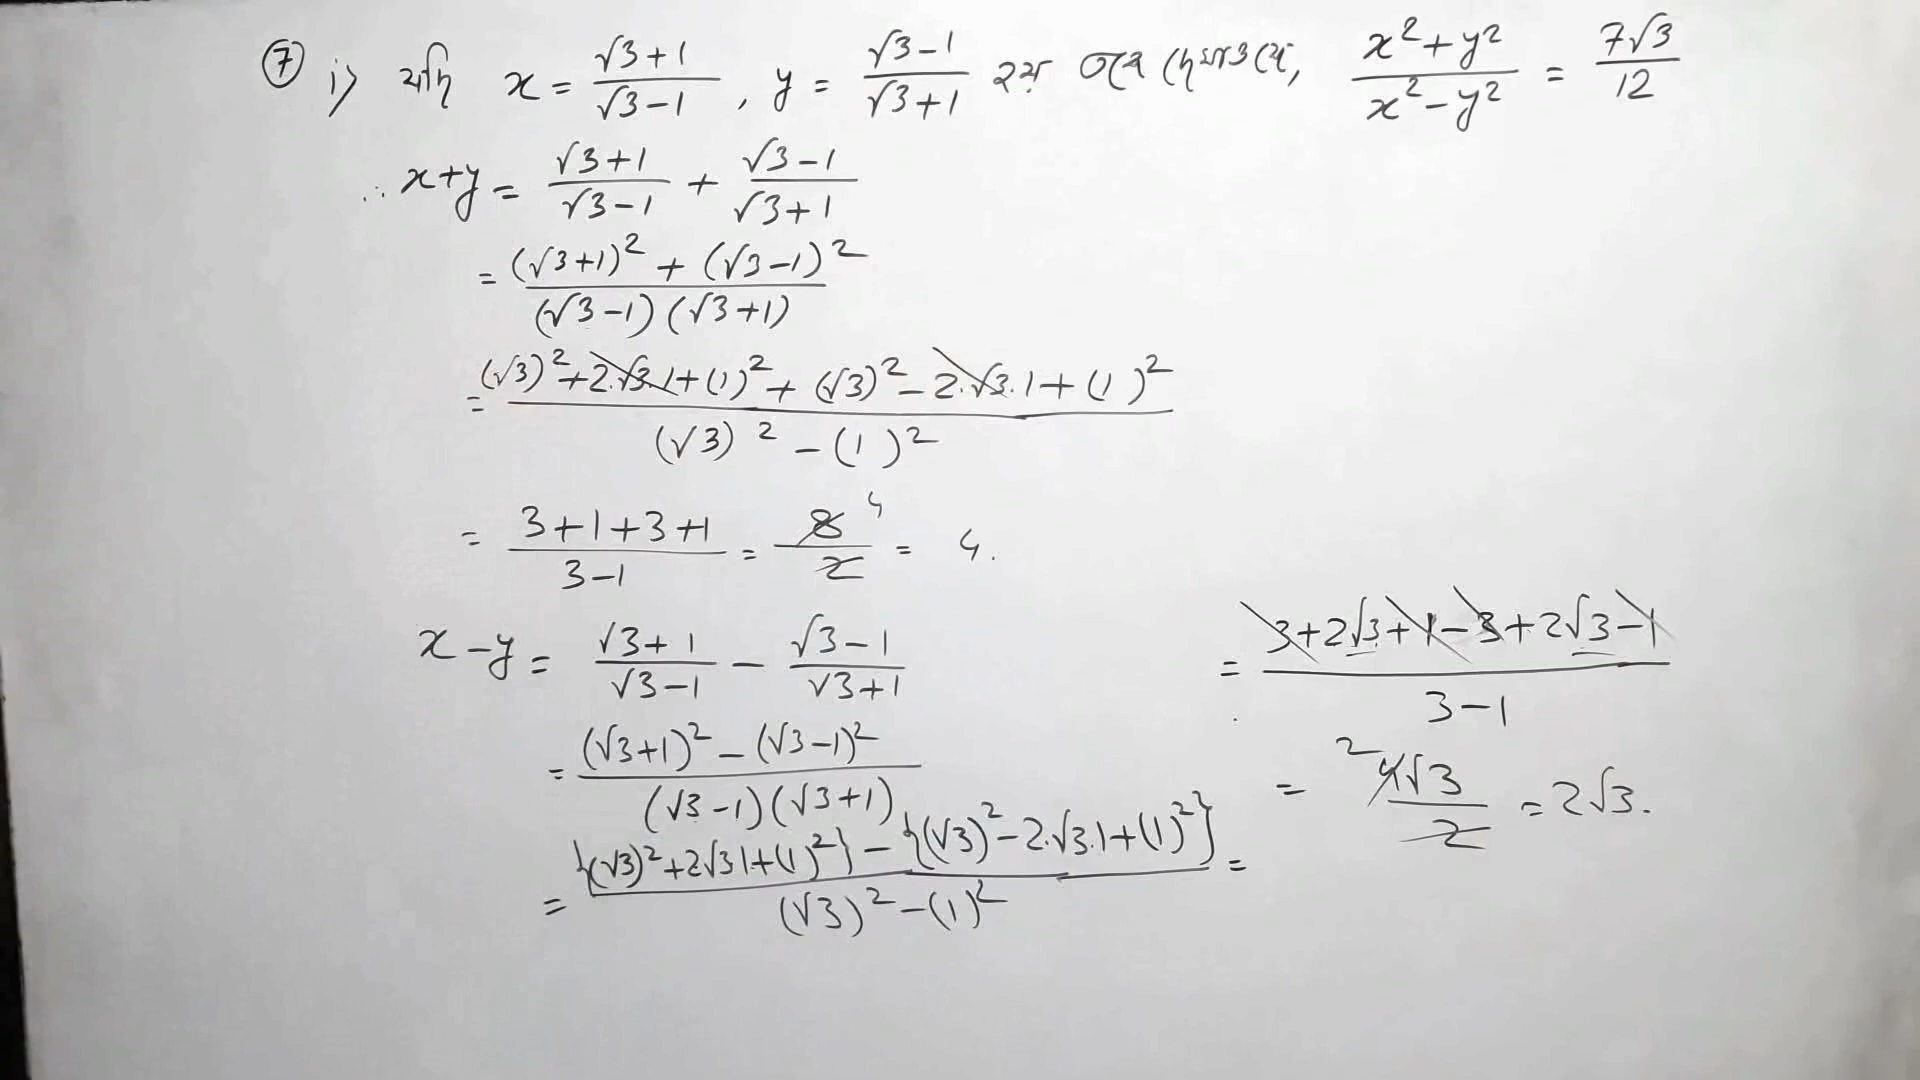 ⑦ i) যদি x = (√3+1)/(√3-1), y = (√3-1)/(√3+1) হয় তবে দেখাও যে, (x²+y²)/(x²-y²) = 7√3/12
∴ x+y = (√3+1)/(√3-1) + (√3-1)/(√3+1)
= ((√3+1)² + (√3-1)²)/((√3-1)(√3+1))
= ((√3)²+2.√3.1+(1)²+(√3)²-2.√3.1+(1)²)/((√3)²-(1)²)
= (3+1+3+1)/(3-1) = 8/2 4 = 4.
x-y = (√3+1)/(√3-1) - (√3-1)/(√3+1)
= ((√3+1)²-(√3-1)²)/((√3-1)(√3+1))
= ({(√3)²+2√3.1+(1)²}-{(√3)²-2.√3.1+(1)²})/((√3)²-(1)²) =
= (3+2√3+1-3+2√3-1)/(3-1)
= 2 4√3/2 = 2√3.